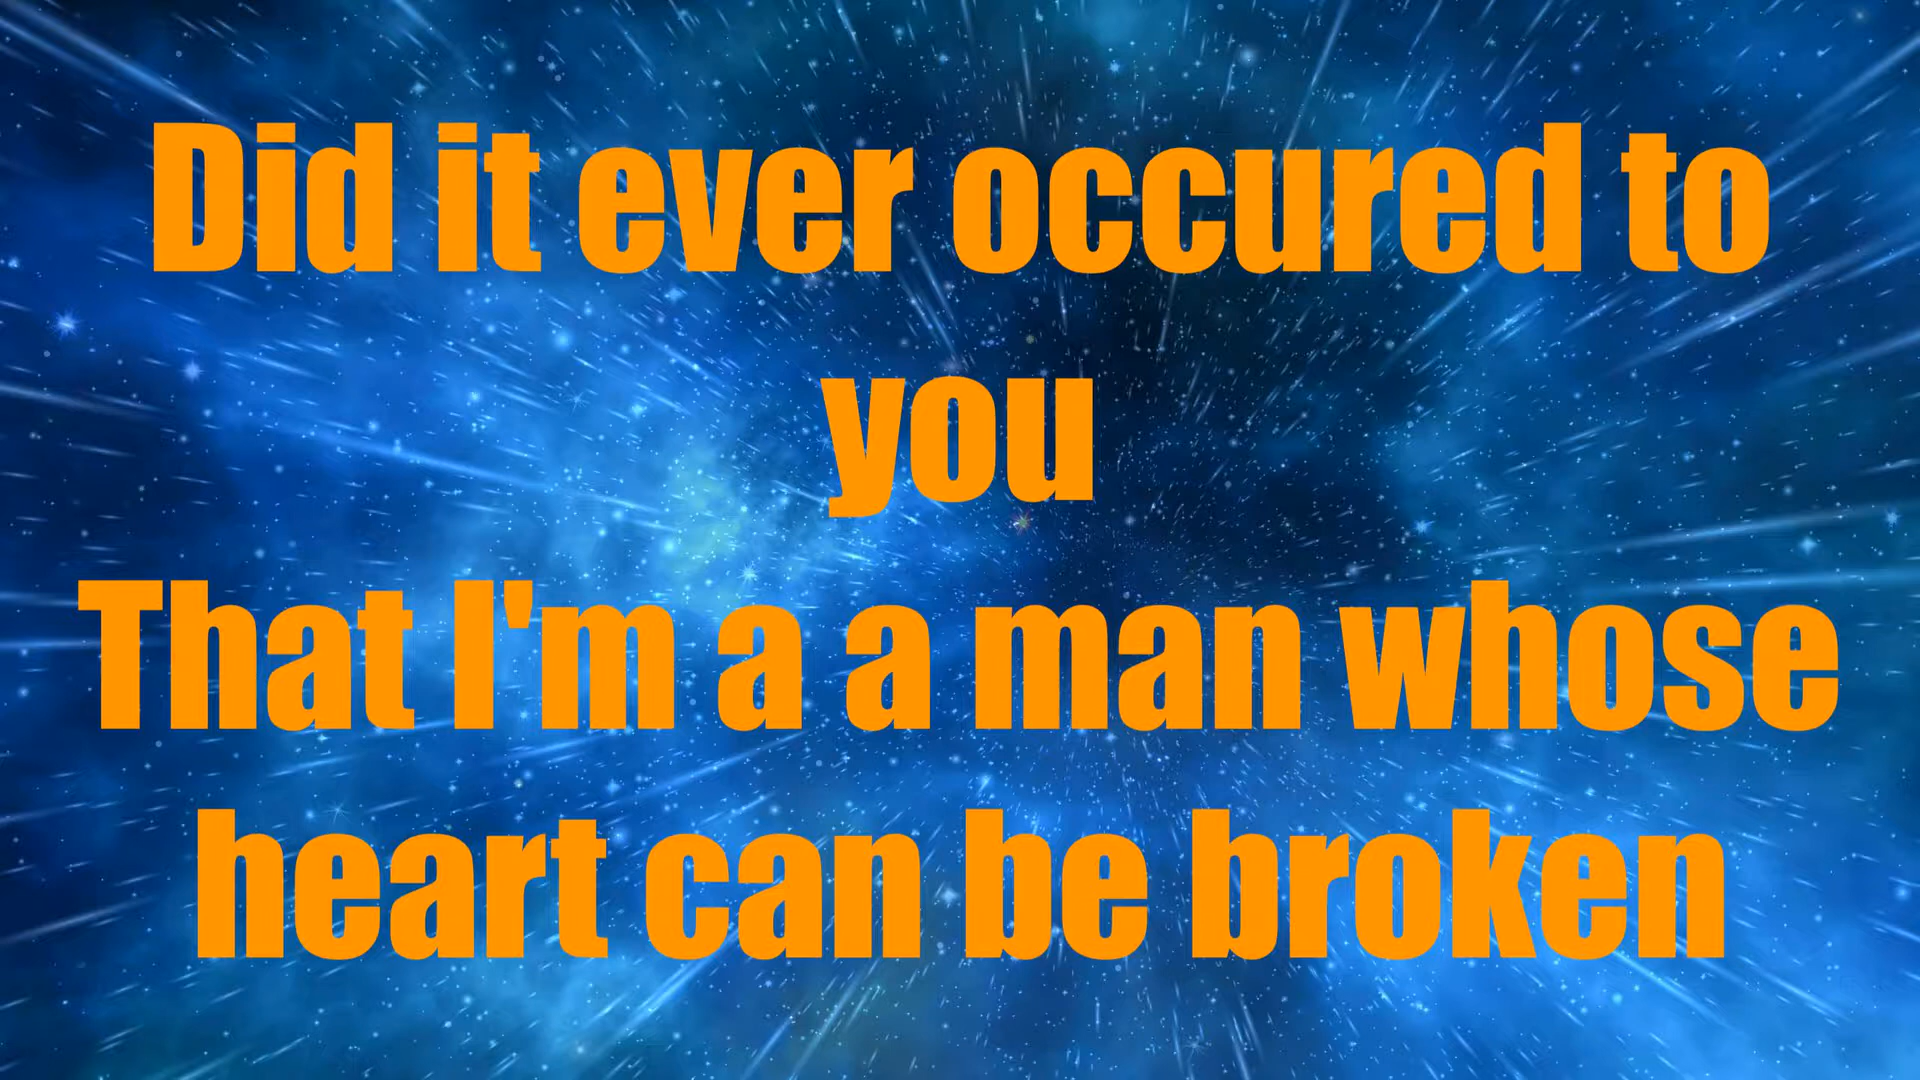 Did it ever occured to
you
That I'm a a man whose
heart can be broken